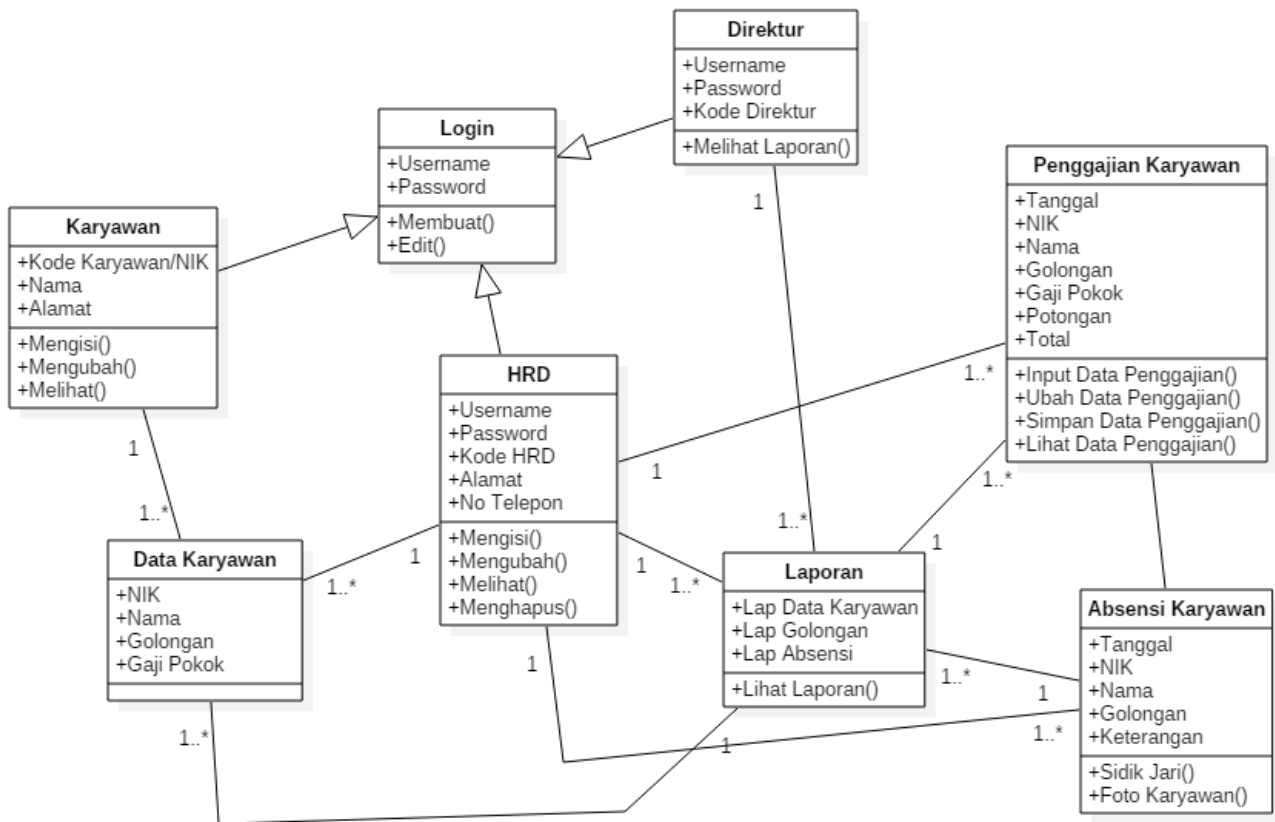 Direktur
+Username
+Password
+Kode Direktur
+Melihat Laporan()
Login
+Username
+Password
+Membuat()
+Edit()
Penggajian Karyawan
+Tanggal
+NIK
+Nama
+Golongan
+Gaji Pokok
+Potongan
+Total
+Input Data Penggajian()
+Ubah Data Penggajian()
+Simpan Data Penggajian()
+Lihat Data Penggajian()
Karyawan
+Kode Karyawan/NIK
+Nama
+Alamat
+Mengisi()
+Mengubah()
+Melihat()
HRD
+Username
+Password
+Kode HRD
+Alamat
+No Telepon
+Mengisi()
+Mengubah()
+Melihat()
+Menghapus()
Data Karyawan
+NIK
+Nama
+Golongan
+Gaji Pokok
Laporan
+Lap Data Karyawan
+Lap Golongan
+Lap Absensi
+Lihat Laporan()
Absensi Karyawan
+Tanggal
+NIK
+Nama
+Golongan
+Keterangan
+Sidik Jari()
+Foto Karyawan()
1
1..*
1
1..*
1
1..*
1
1..*
1
1..*
1
1..*
1..*
1
1
1..*
1..*
1